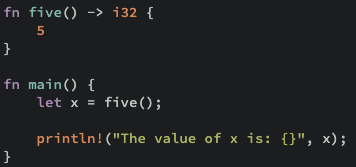 fn five() -> i32 {
    5
}

fn main() {
    let x = five();

    println!("The value of x is: {}", x);
}